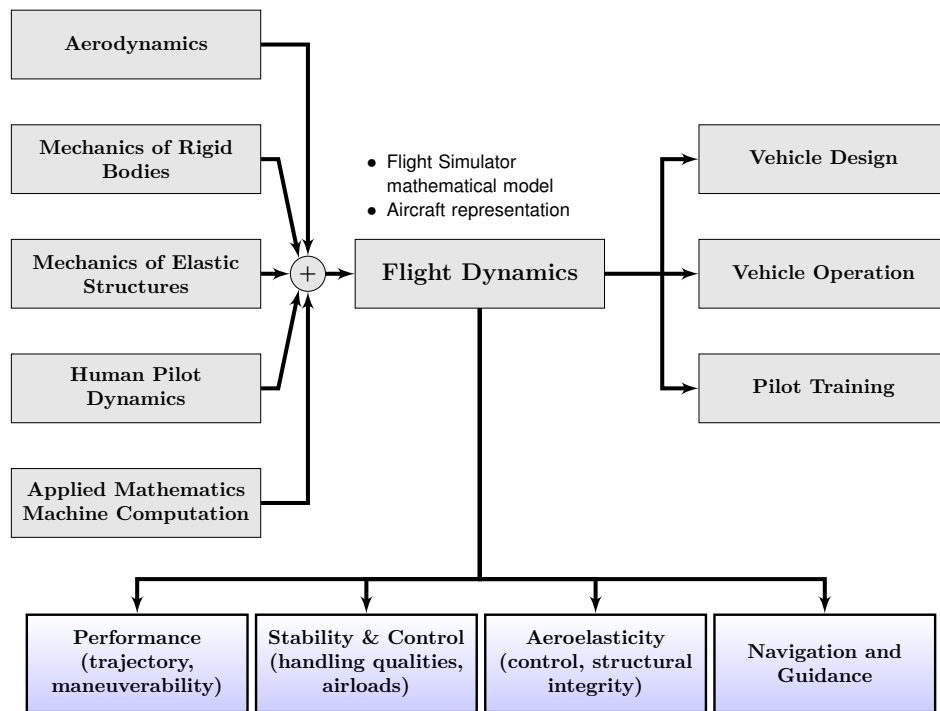 Aerodynamics
Mechanics of Rigid
Bodies
Mechanics of Elastic
Structures
Human Pilot
Dynamics
Applied Mathematics
Machine Computation
+
• Flight Simulator
mathematical model
• Aircraft representation
Flight Dynamics
Vehicle Design
Vehicle Operation
Pilot Training
Performance
(trajectory,
maneuverability)
Stability & Control
(handling qualities,
airloads)
Aeroelasticity
(control, structural
integrity)
Navigation and
Guidance